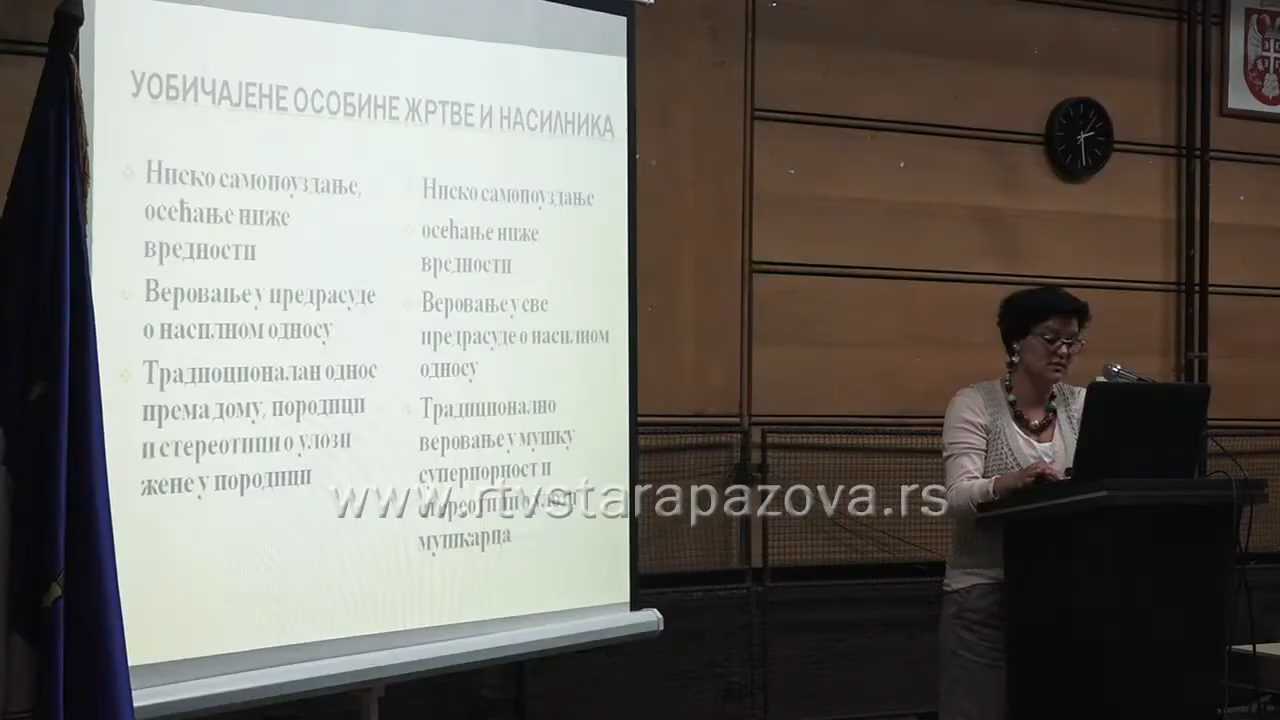 УОБИЧАЈЕНЕ ОСОБИНЕ ЖРТВЕ И НАСИЛНИКА
Ниско самопоуздање,
осећање ниже
вредности
Веровање у предрасуде
о насилном односу
Традиоционалан однос
према дому, породици
и стереотипи о улози
жене у породици
Ниско самопоуздање
осећање ниже
вредности
Веровање у све
предрасуде о насилном
односу
Традиционално
веровање у мушку
суперпорност и
мушкарца
www.rtvstarapazova.rs